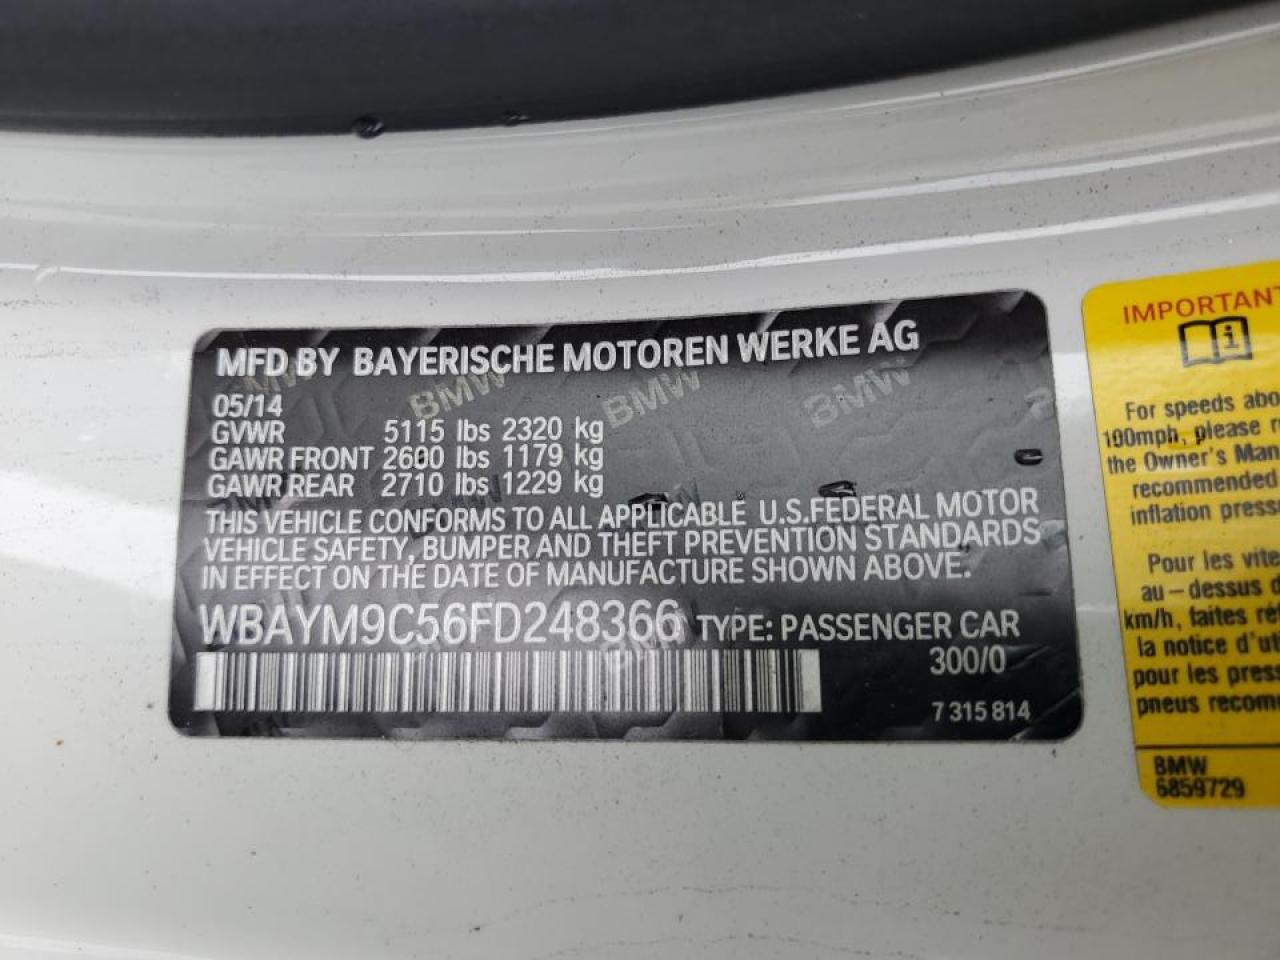 MFD BY BAYERISCHE MOTOREN WERKE AG
BMW BMW BMW
05/14
GVWR 5115 lbs 2320 kg
GAWR FRONT 2600 lbs 1179 kg
GAWR REAR 2710 lbs 1229 kg
THIS VEHICLE CONFORMS TO ALL APPLICABLE U.S.FEDERAL MOTOR
VEHICLE SAFETY, BUMPER AND THEFT PREVENTION STANDARDS
IN EFFECT ON THE DATE OF MANUFACTURE SHOWN ABOVE.
WBAYM9C56FD248366 TYPE: PASSENGER CAR
300/0
7 315 814
IMPORTANT
i
For speeds abo
100mph, please r
the Owner's Man
recommended
inflation press
Pour les vite
au-dessus d
km/h, faites ré
la notice d'ut
pour les press
pneus recom
BMW
6859729